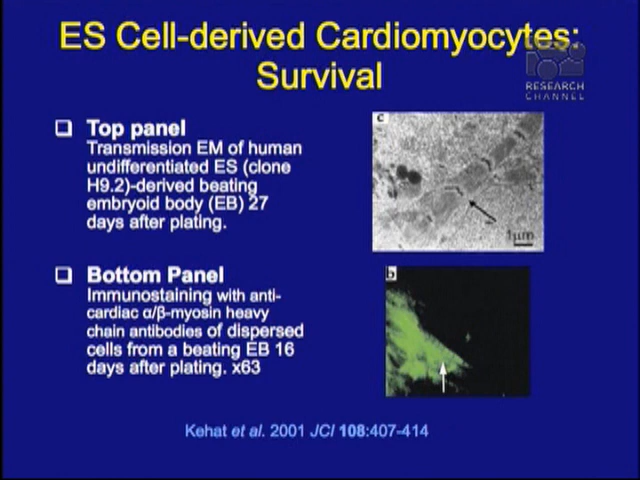 ES Cell-derived Cardiomyocytes:
Survival
RESEARCH
CHANNEL
❑ Top panel
Transmission EM of human
undifferentiated ES (clone
H9.2)-derived beating
embryoid body (EB) 27
days after plating.
c
1µm
❑ Bottom Panel
Immunostaining with anti-
cardiac α/β-myosin heavy
chain antibodies of dispersed
cells from a beating EB 16
days after plating. x63
b
Kehat et al. 2001 JCI 108:407-414